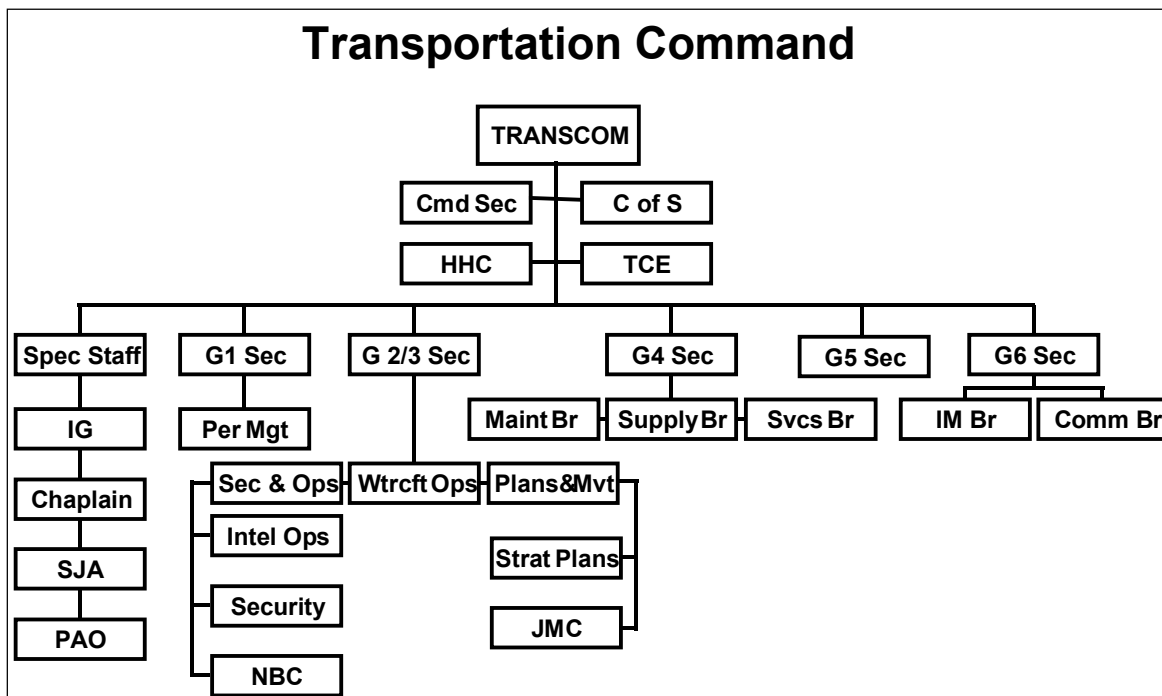 Transportation Command
TRANSCOM
Cmd Sec
C of S
HHC
TCE
Spec Staff
G1 Sec
G 2/3 Sec
G4 Sec
G5 Sec
G6 Sec
IG
Per Mgt
Maint Br
Supply Br
Svcs Br
IM Br
Comm Br
Chaplain
Sec & Ops
Wtrcft Ops
Plans&Mvt
Intel Ops
SJA
Strat Plans
Security
PAO
JMC
NBC